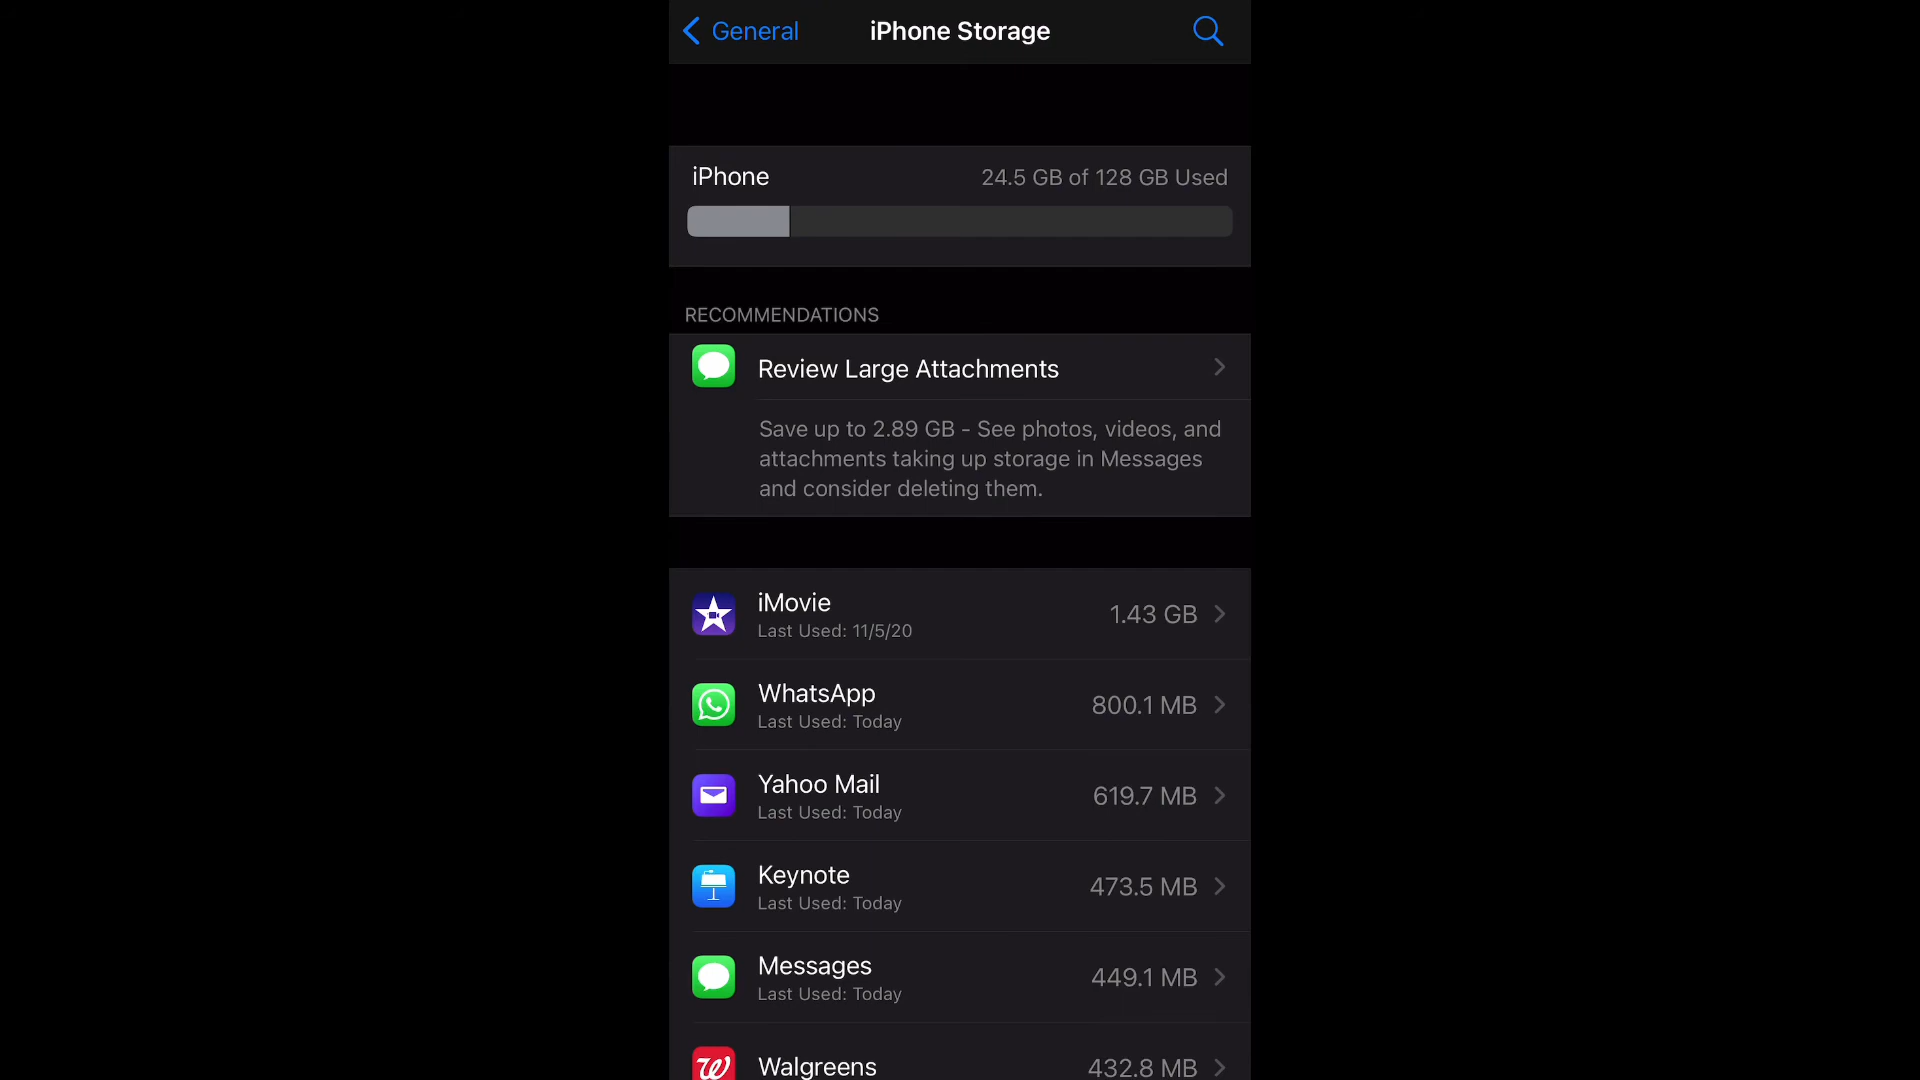 General
iPhone Storage
iPhone
24.5 GB of 128 GB Used
RECOMMENDATIONS
Review Large Attachments
Save up to 2.89 GB - See photos, videos, and
attachments taking up storage in Messages
and consider deleting them.
iMovie
Last Used: 11/5/20
1.43 GB
WhatsApp
Last Used: Today
800.1 MB
Yahoo Mail
Last Used: Today
619.7 MB
Keynote
Last Used: Today
473.5 MB
Messages
Last Used: Today
449.1 MB
W
Walgreens
432.8 MB